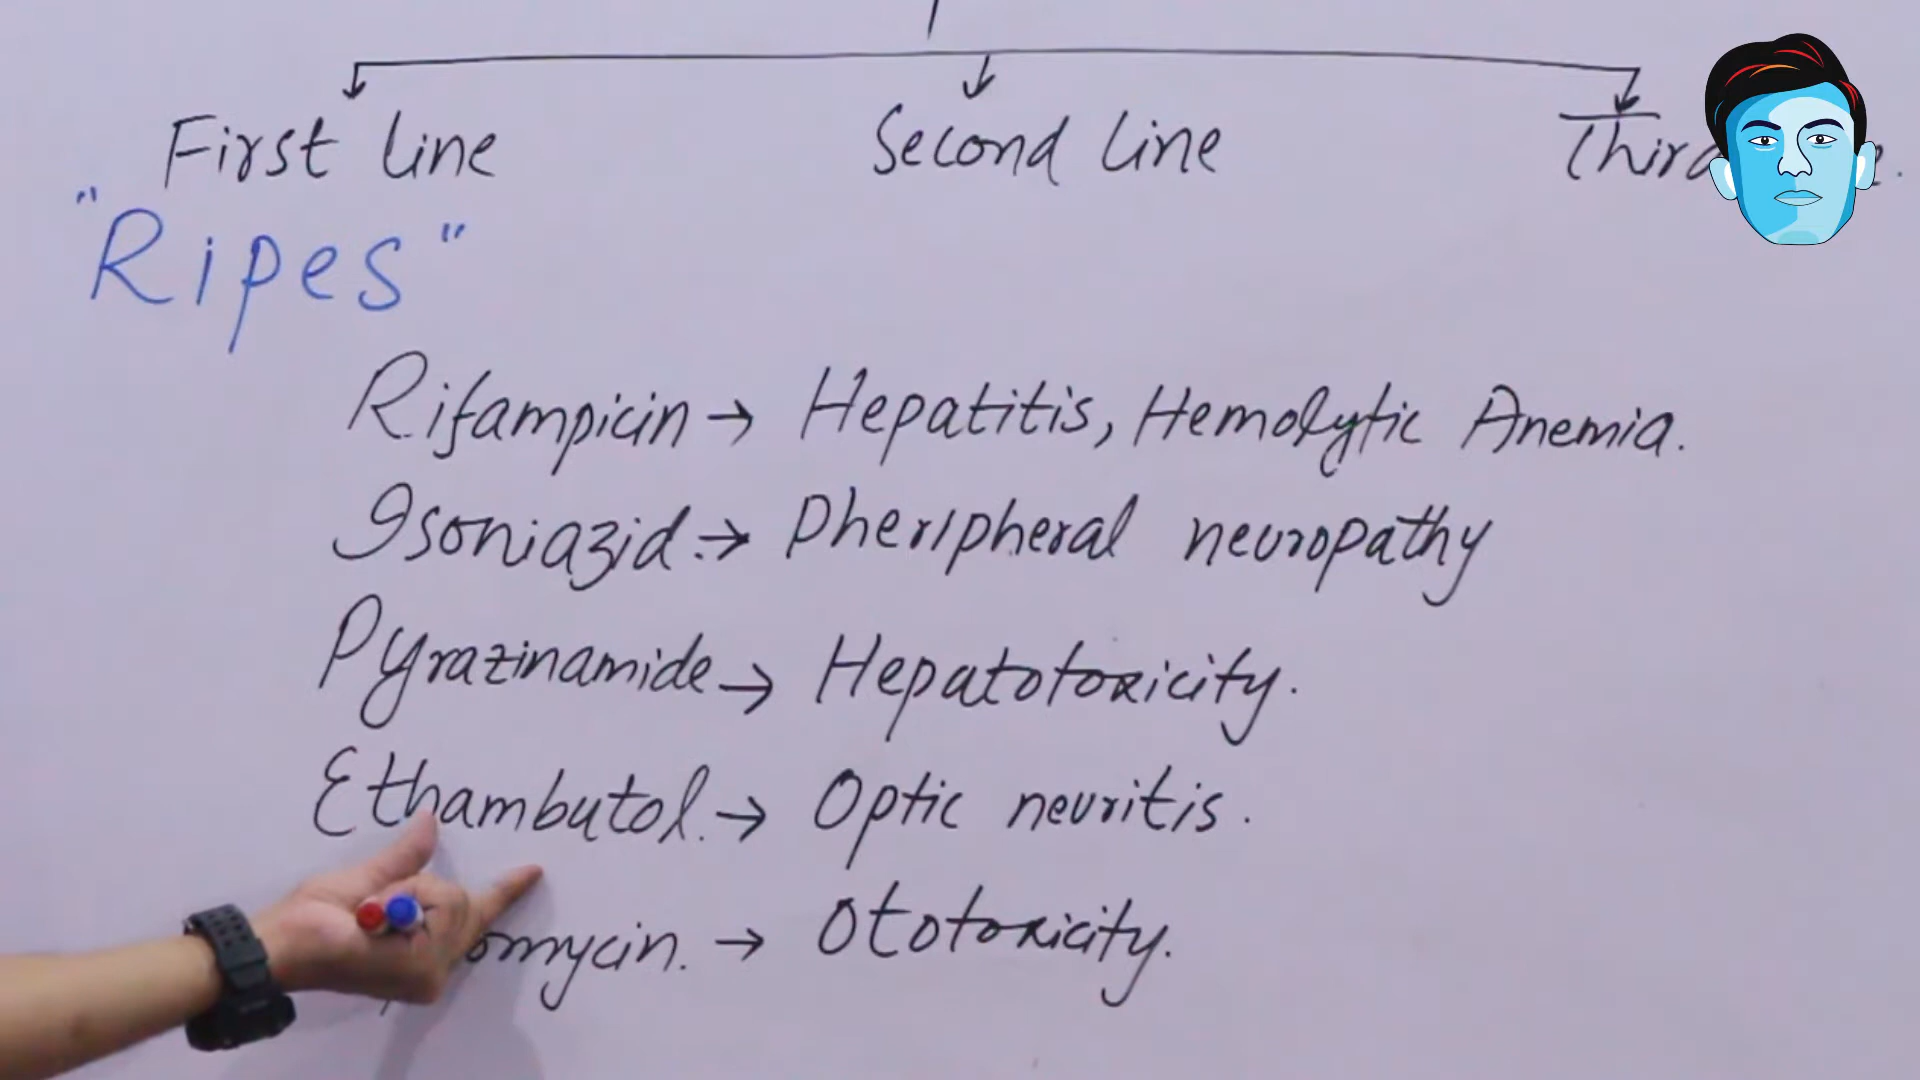 First line Second line
"Ripes"
Rifampicin → Hepatitis, Hemolytic Anemia.
Isoniazid. → Pheripheral neuropathy
Pyrazinamide → Hepatotoxicity.
Ethambutol. → Optic neuritis.
→ Ototoxicity.